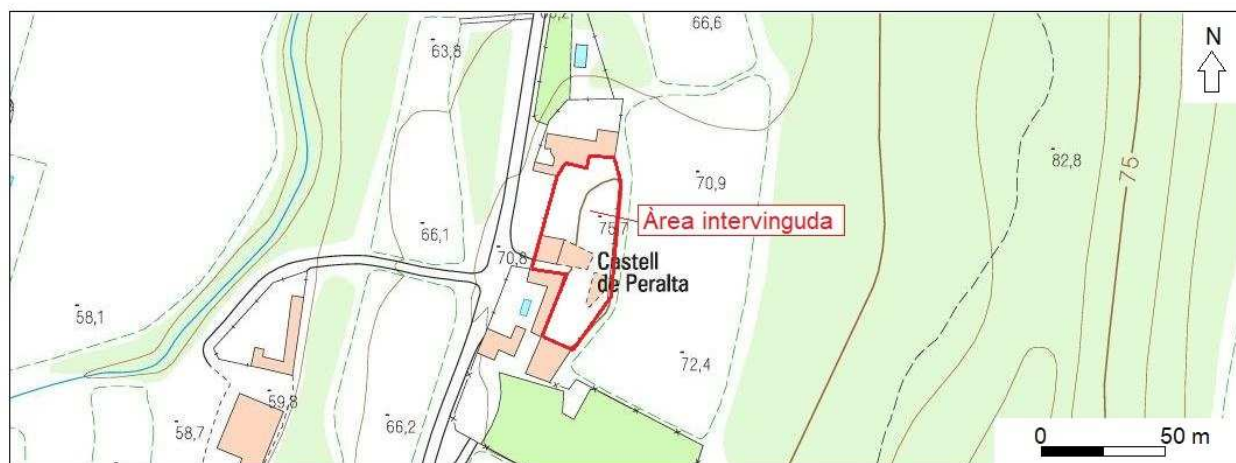 66,6
63,8
N
82,8
75
70,9
Àrea intervinguda
75,7
66,1
70,8
Castell
de Peralta
58,1
72,4
59,8
58,7
66,2
0 50 m